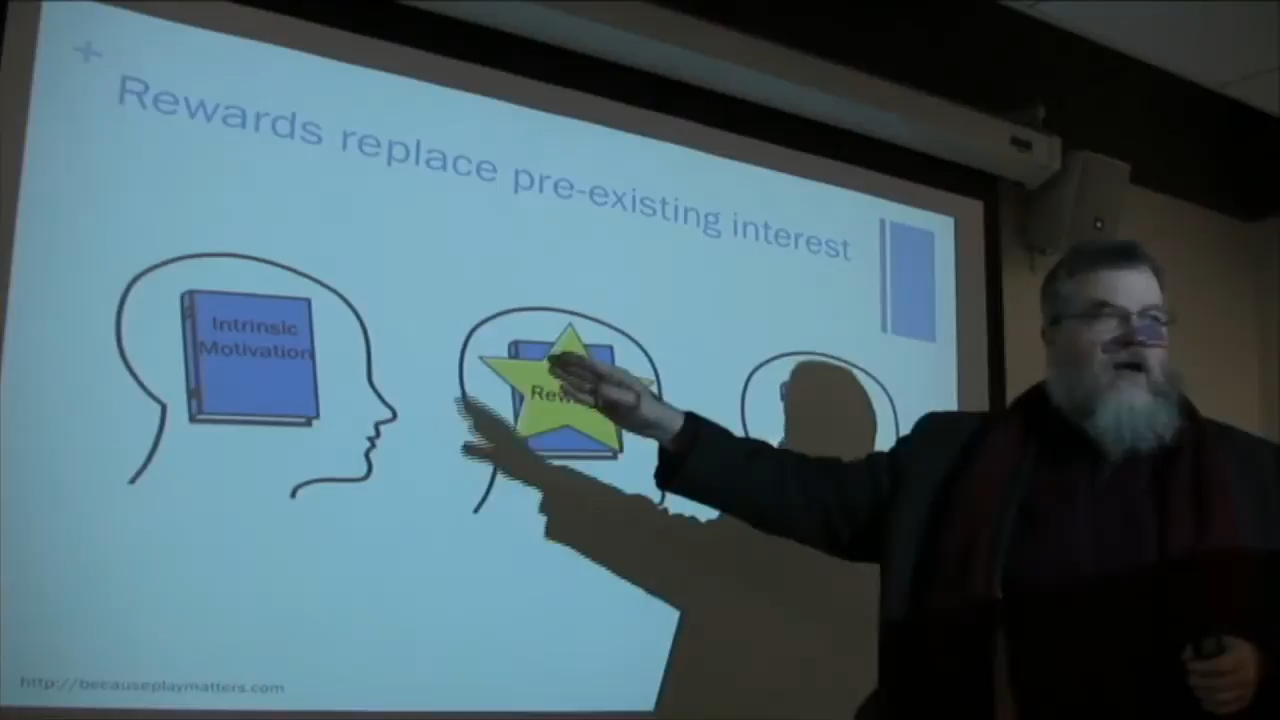 +
Rewards replace pre-existing interest
Intrinsic
Motivation
http://becauseplaymatters.com